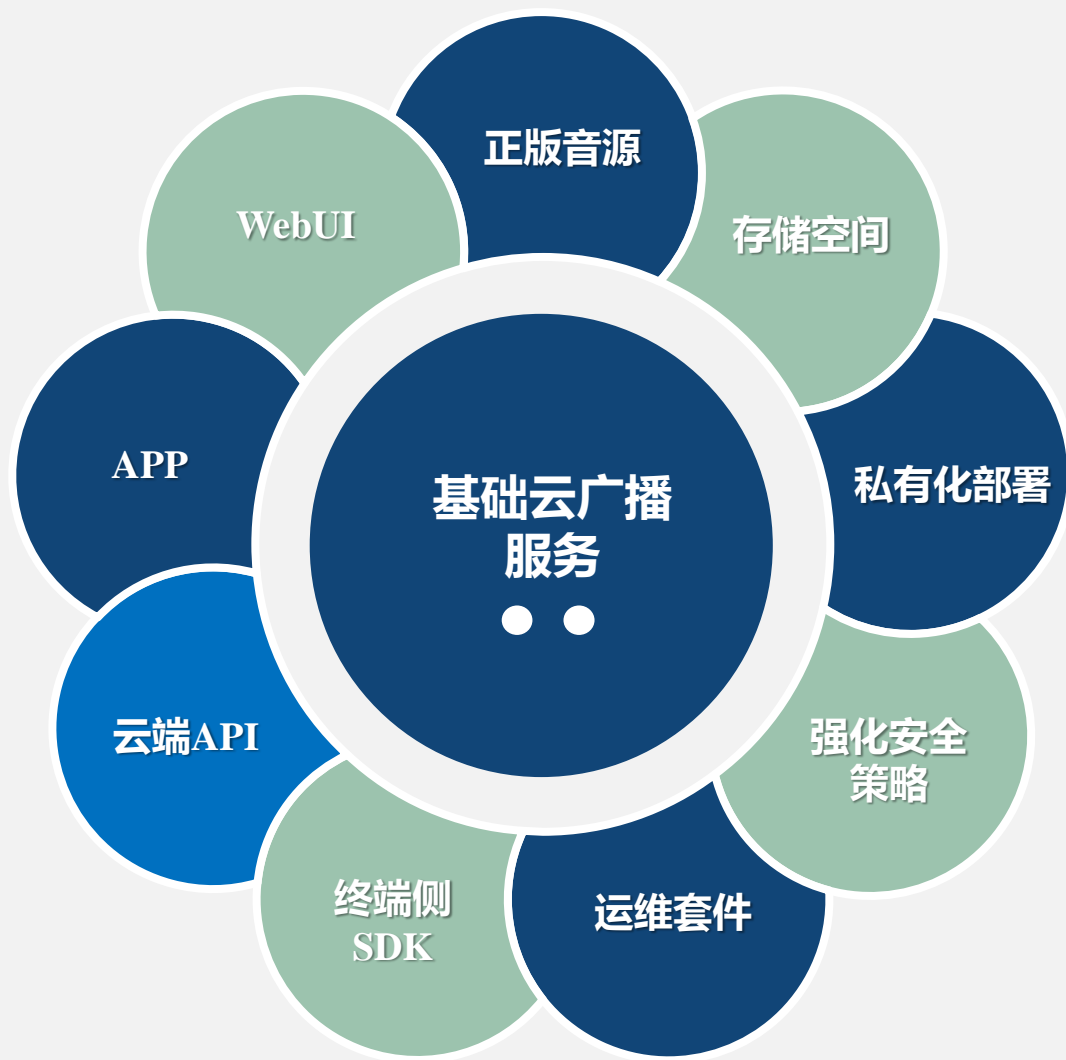 正版音源
WebUI
存储空间
APP
私有化部署
基础云广播
服务
云端API
强化安全
策略
终端侧
SDK
运维套件